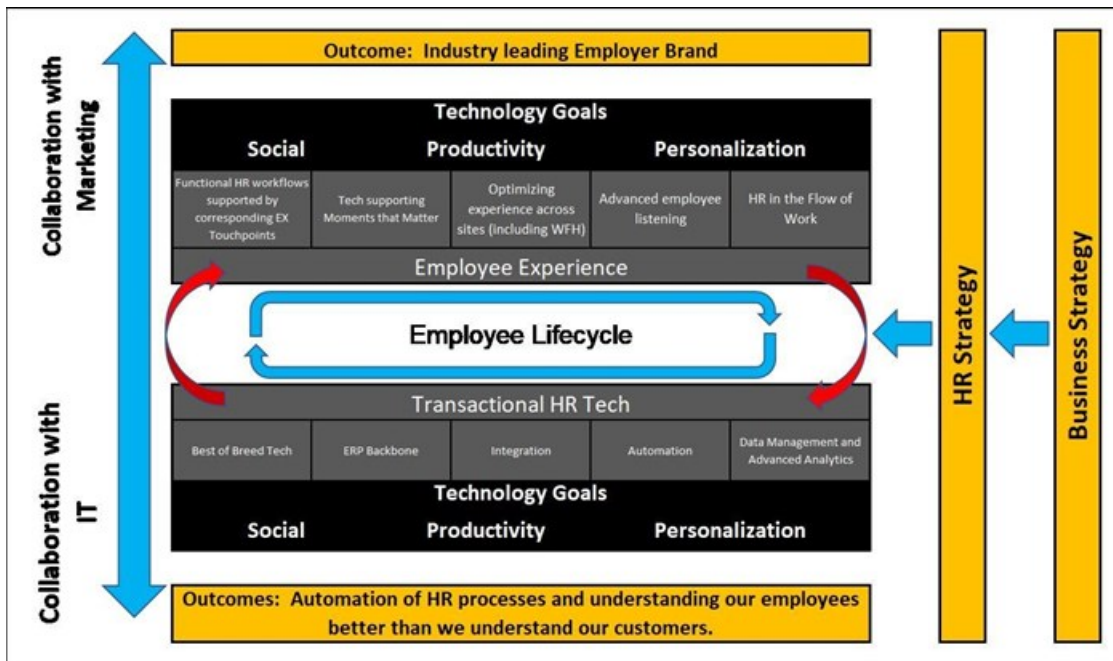 Outcome: Industry leading Employer Brand
Collaboration with
Marketing
Technology Goals
Social Productivity Personalization
Functional HR workflows
supported by
corresponding EX
Touchpoints
Tech supporting
Moments that Matter
Optimizing
experience across
sites (including WFH)
Advanced employee
listening
HR in the Flow of
Work
Employee Experience
Employee Lifecycle
HR Strategy
Business Strategy
Transactional HR Tech
Best of Breed Tech
ERP Backbone
Integration
Automation
Data Management and
Advanced Analytics
Technology Goals
Social Productivity Personalization
Collaboration with
IT
Outcomes: Automation of HR processes and understanding our employees
better than we understand our customers.